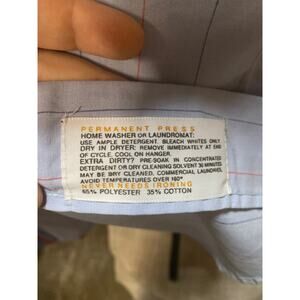 PERMANENT PRESS
HOME WASHER OR LAUNDROMAT:
USE AMPLE DETERGENT. BLEACH WHITES ONLY
DRY IN DRYER: REMOVE IMMEDIATELY AT END
OF CYCLE. COOL ON HANGER.
EXTRA DIRTY? PRE-SOAK IN CONCENTRATED
DETERGENT OR DRY CLEANING SOLVENT 30 MINUTES
MAY BE DRY CLEANED. COMMERCIAL LAUNDRIES
AVOID TEMPERATURES OVER 160°
NEVER NEEDS IRONING
65% POLYESTER 35% COTTON